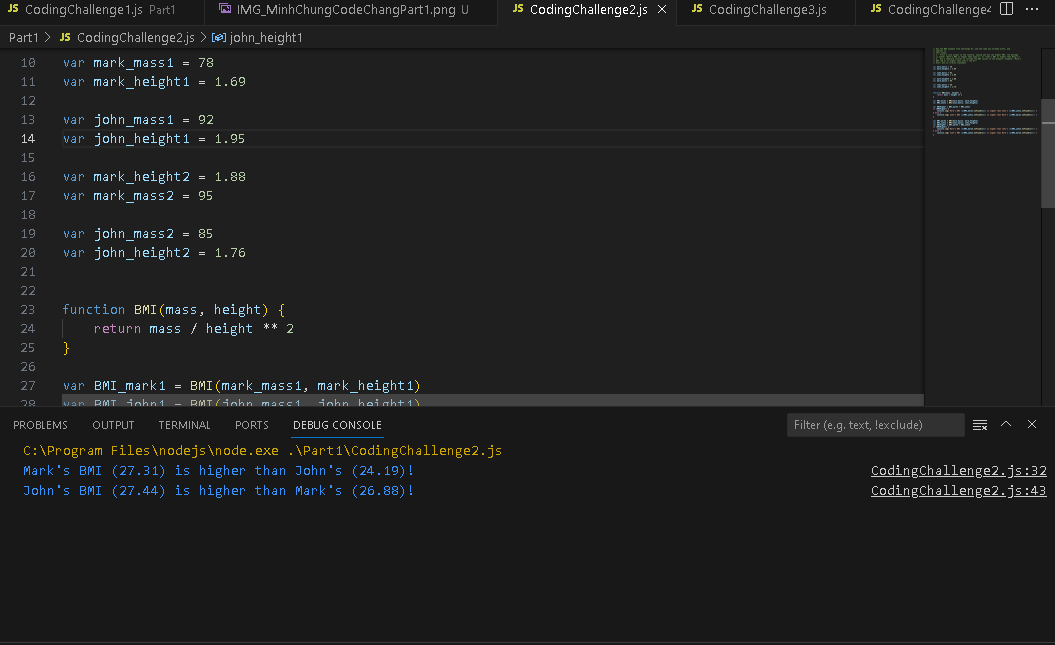 JS CodingChallenge1.js Part1 IMG_MinhChungCodeChangPart1.png U JS CodingChallenge2.js JS CodingChallenge3.js JS CodingChallenge4
Part1 > JS CodingChallenge2.js > john_height1
10 var mark_mass1 = 78
11 var mark_height1 = 1.69
12
13 var john_mass1 = 92
14 var john_height1 = 1.95
15
16 var mark_height2 = 1.88
17 var mark_mass2 = 95
18
19 var john_mass2 = 85
20 var john_height2 = 1.76
21
22
23 function BMI(mass, height) {
24 return mass / height ** 2
25 }
26
27 var BMI_mark1 = BMI(mark_mass1, mark_height1)
28 var BMI_john1 = BMI(john_mass1, john_height1)
PROBLEMS OUTPUT TERMINAL PORTS DEBUG CONSOLE Filter (e.g. text, !exclude)
C:\Program Files\nodejs\node.exe .\Part1\CodingChallenge2.js
Mark's BMI (27.31) is higher than John's (24.19)! CodingChallenge2.js:32
John's BMI (27.44) is higher than Mark's (26.88)! CodingChallenge2.js:43